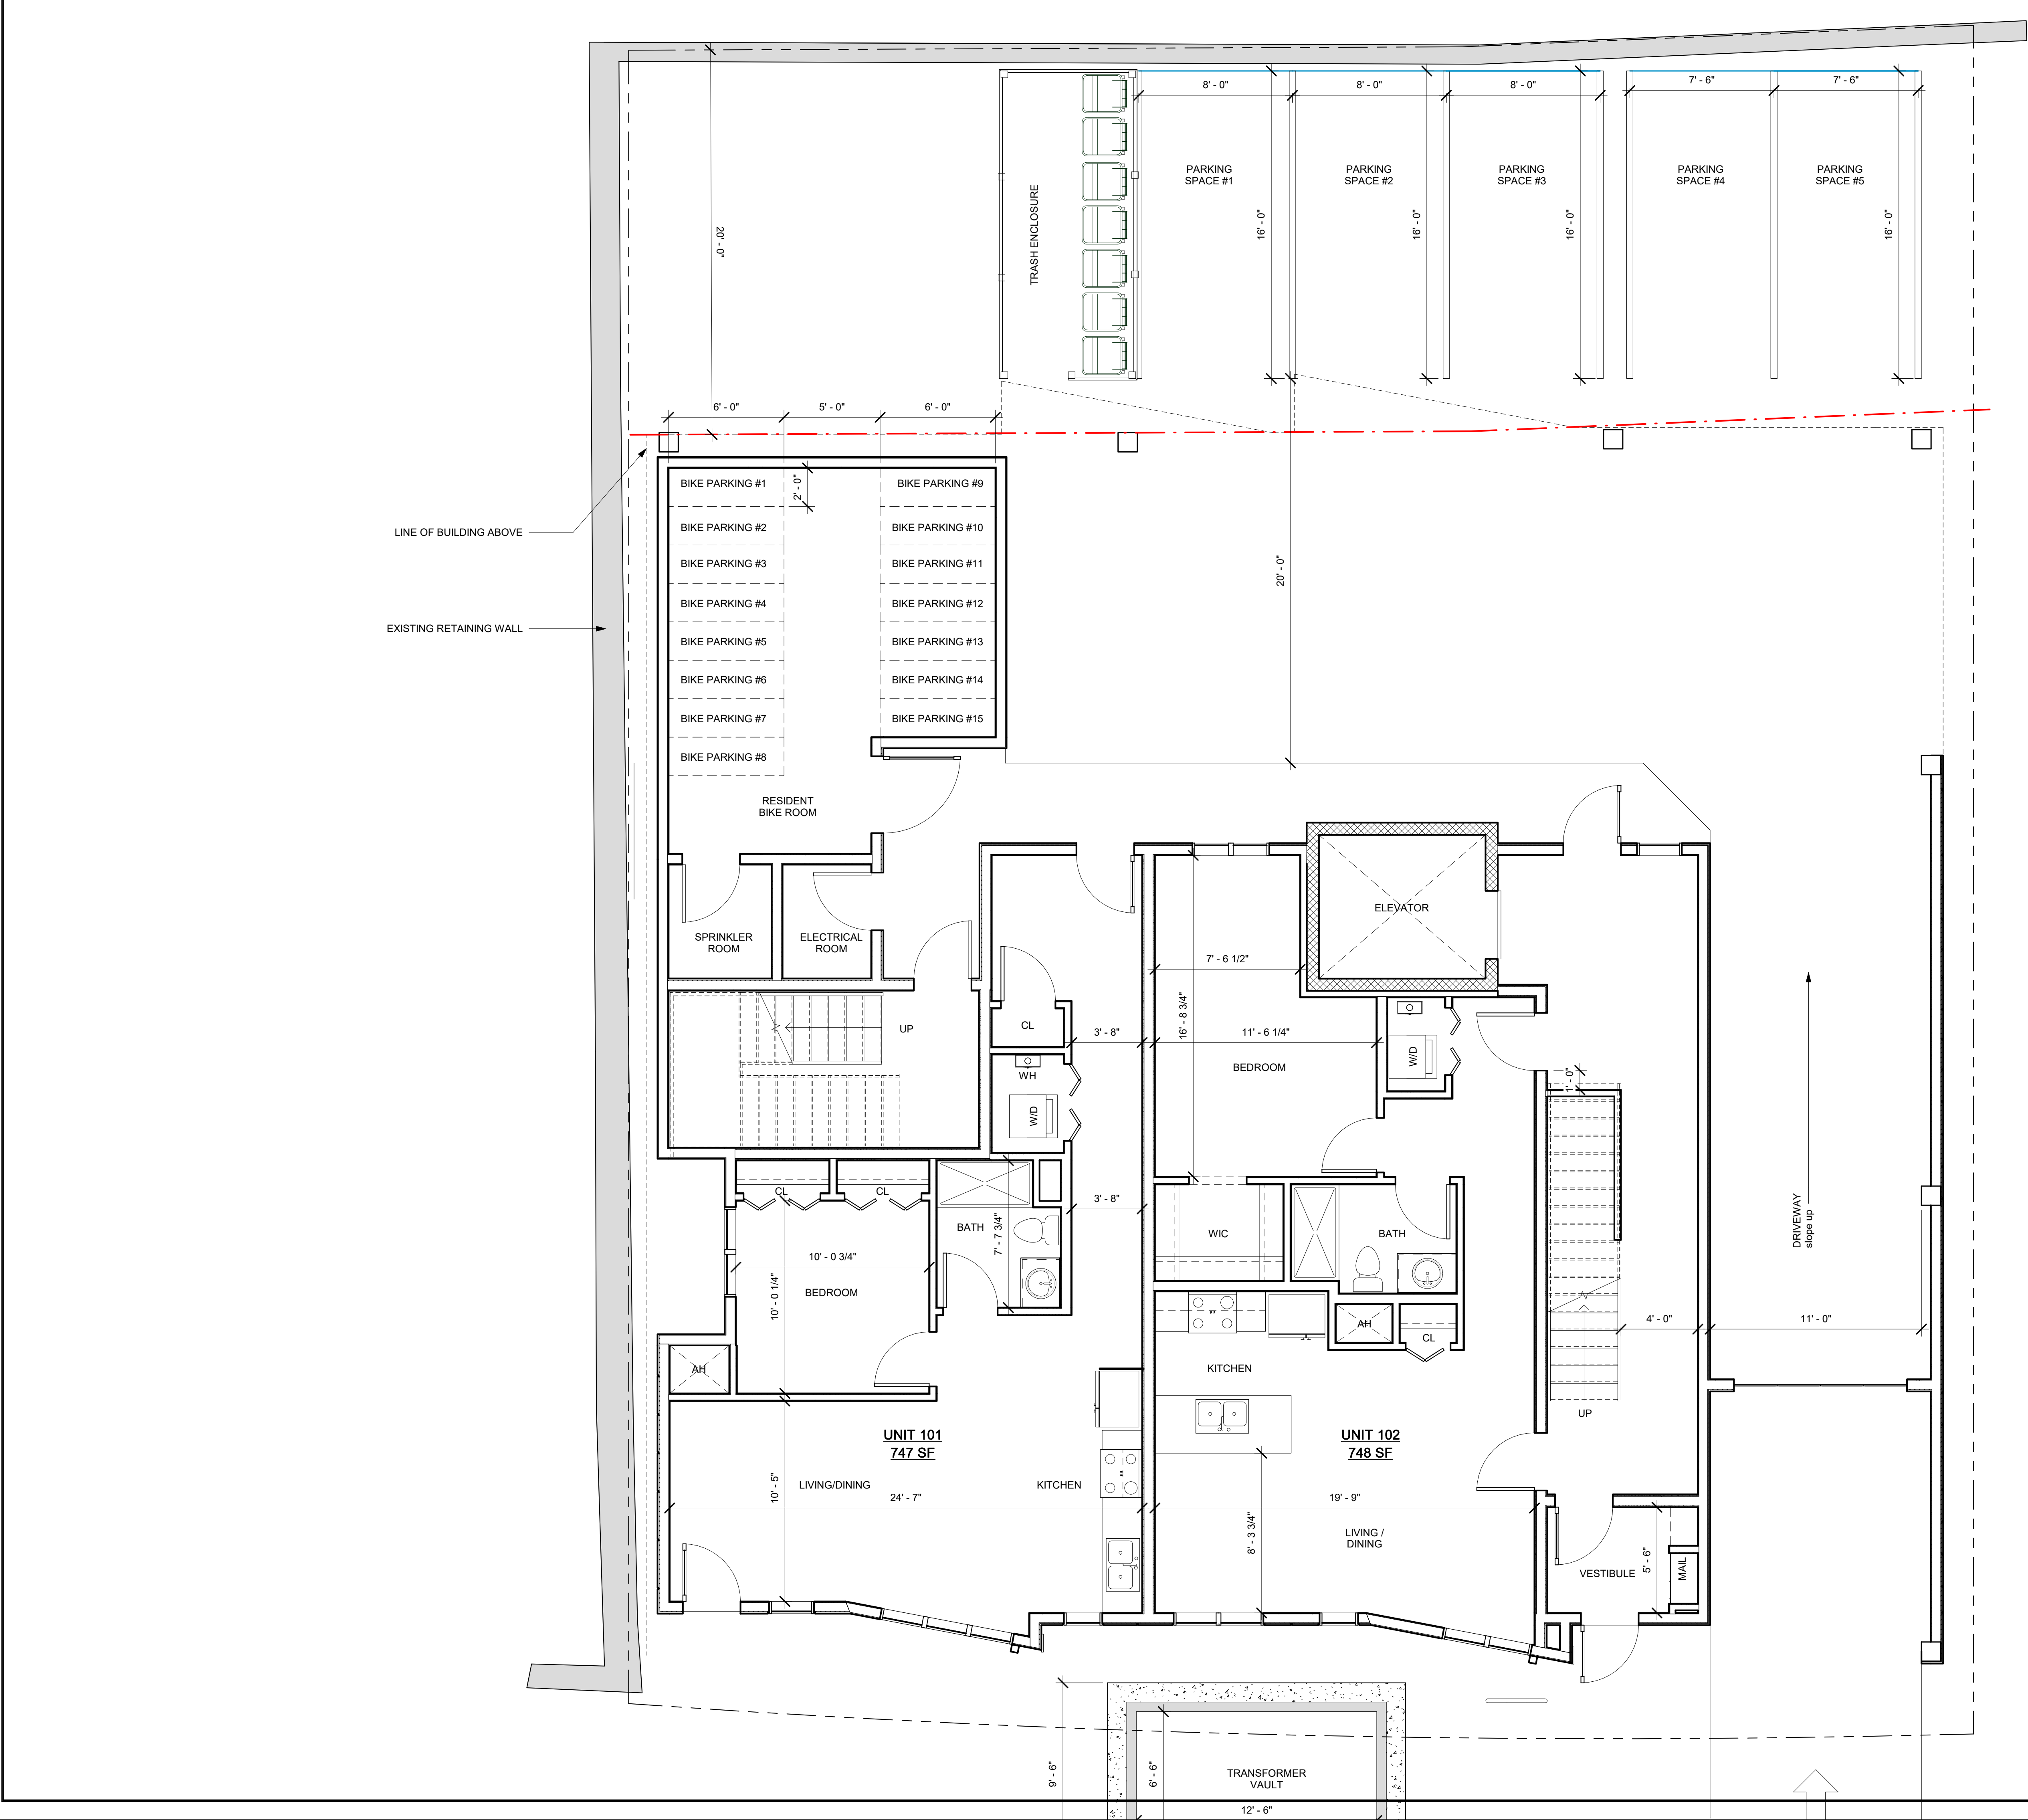 8' - 0"
8' - 0"
8' - 0"
7' - 6"
7' - 6"
PARKING
SPACE #1
PARKING
SPACE #2
PARKING
SPACE #3
PARKING
SPACE #4
PARKING
SPACE #5
TRASH ENCLOSURE
20' - 0"
16' - 0"
16' - 0"
16' - 0"
16' - 0"
6' - 0"
5' - 0"
6' - 0"
BIKE PARKING #1
2' - 0"
BIKE PARKING #9
BIKE PARKING #2
BIKE PARKING #10
LINE OF BUILDING ABOVE
BIKE PARKING #3
BIKE PARKING #11
20' - 0"
BIKE PARKING #4
BIKE PARKING #12
EXISTING RETAINING WALL
BIKE PARKING #5
BIKE PARKING #13
BIKE PARKING #6
BIKE PARKING #14
BIKE PARKING #7
BIKE PARKING #15
BIKE PARKING #8
RESIDENT
BIKE ROOM
ELEVATOR
SPRINKLER
ROOM
ELECTRICAL
ROOM
7' - 6 1/2"
16' - 8 3/4"
UP
CL
3' - 8"
11' - 6 1/4"
BEDROOM
W/D
WH
W/D
1' - 0"
CL
CL
3' - 8"
BATH
7' - 7 3/4"
WIC
BATH
DRIVEWAY
slope up
10' - 0 3/4"
10' - 0 1/4"
BEDROOM
AH
CL
4' - 0"
11' - 0"
AH
KITCHEN
UP
UNIT 101
747 SF
UNIT 102
748 SF
10' - 5"
LIVING/DINING
KITCHEN
24' - 7"
19' - 9"
8' - 3 3/4"
LIVING /
DINING
5' - 6"
VESTIBULE
MAIL
9' - 6"
6' - 6"
TRANSFORMER
VAULT
12' - 6"